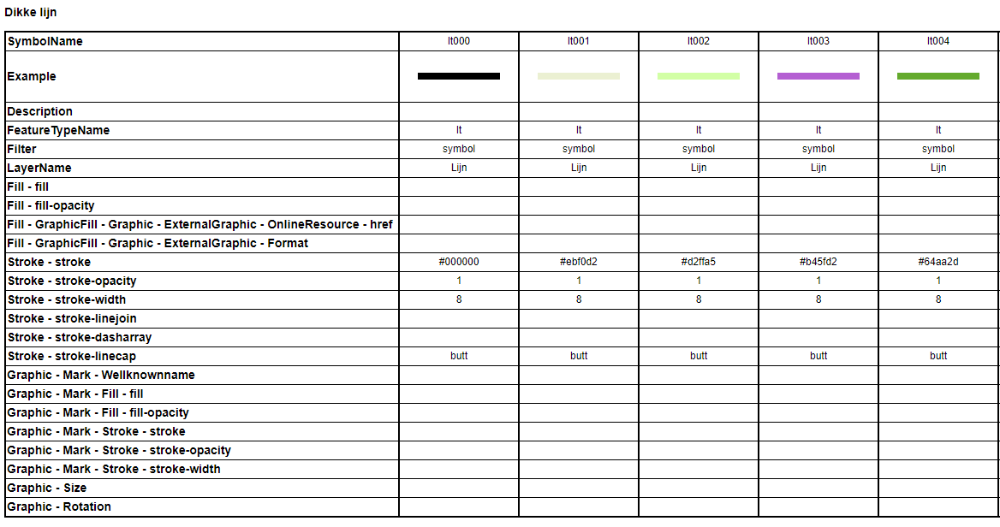 Dikke lijn
SymbolName lt000 lt001 lt002 lt003 lt004
Example
Description
FeatureTypeName lt lt lt lt lt
Filter symbol symbol symbol symbol symbol
LayerName Lijn Lijn Lijn Lijn Lijn
Fill - fill
Fill - fill-opacity
Fill - GraphicFill - Graphic - ExternalGraphic - OnlineResource - href
Fill - GraphicFill - Graphic - ExternalGraphic - Format
Stroke - stroke #000000 #ebf0d2 #d2ffa5 #b45fd2 #64aa2d
Stroke - stroke-opacity 1 1 1 1 1
Stroke - stroke-width 8 8 8 8 8
Stroke - stroke-linejoin
Stroke - stroke-dasharray
Stroke - stroke-linecap butt butt butt butt butt
Graphic - Mark - Wellknownname
Graphic - Mark - Fill - fill
Graphic - Mark - Fill - fill-opacity
Graphic - Mark - Stroke - stroke
Graphic - Mark - Stroke - stroke-opacity
Graphic - Mark - Stroke - stroke-width
Graphic - Size
Graphic - Rotation